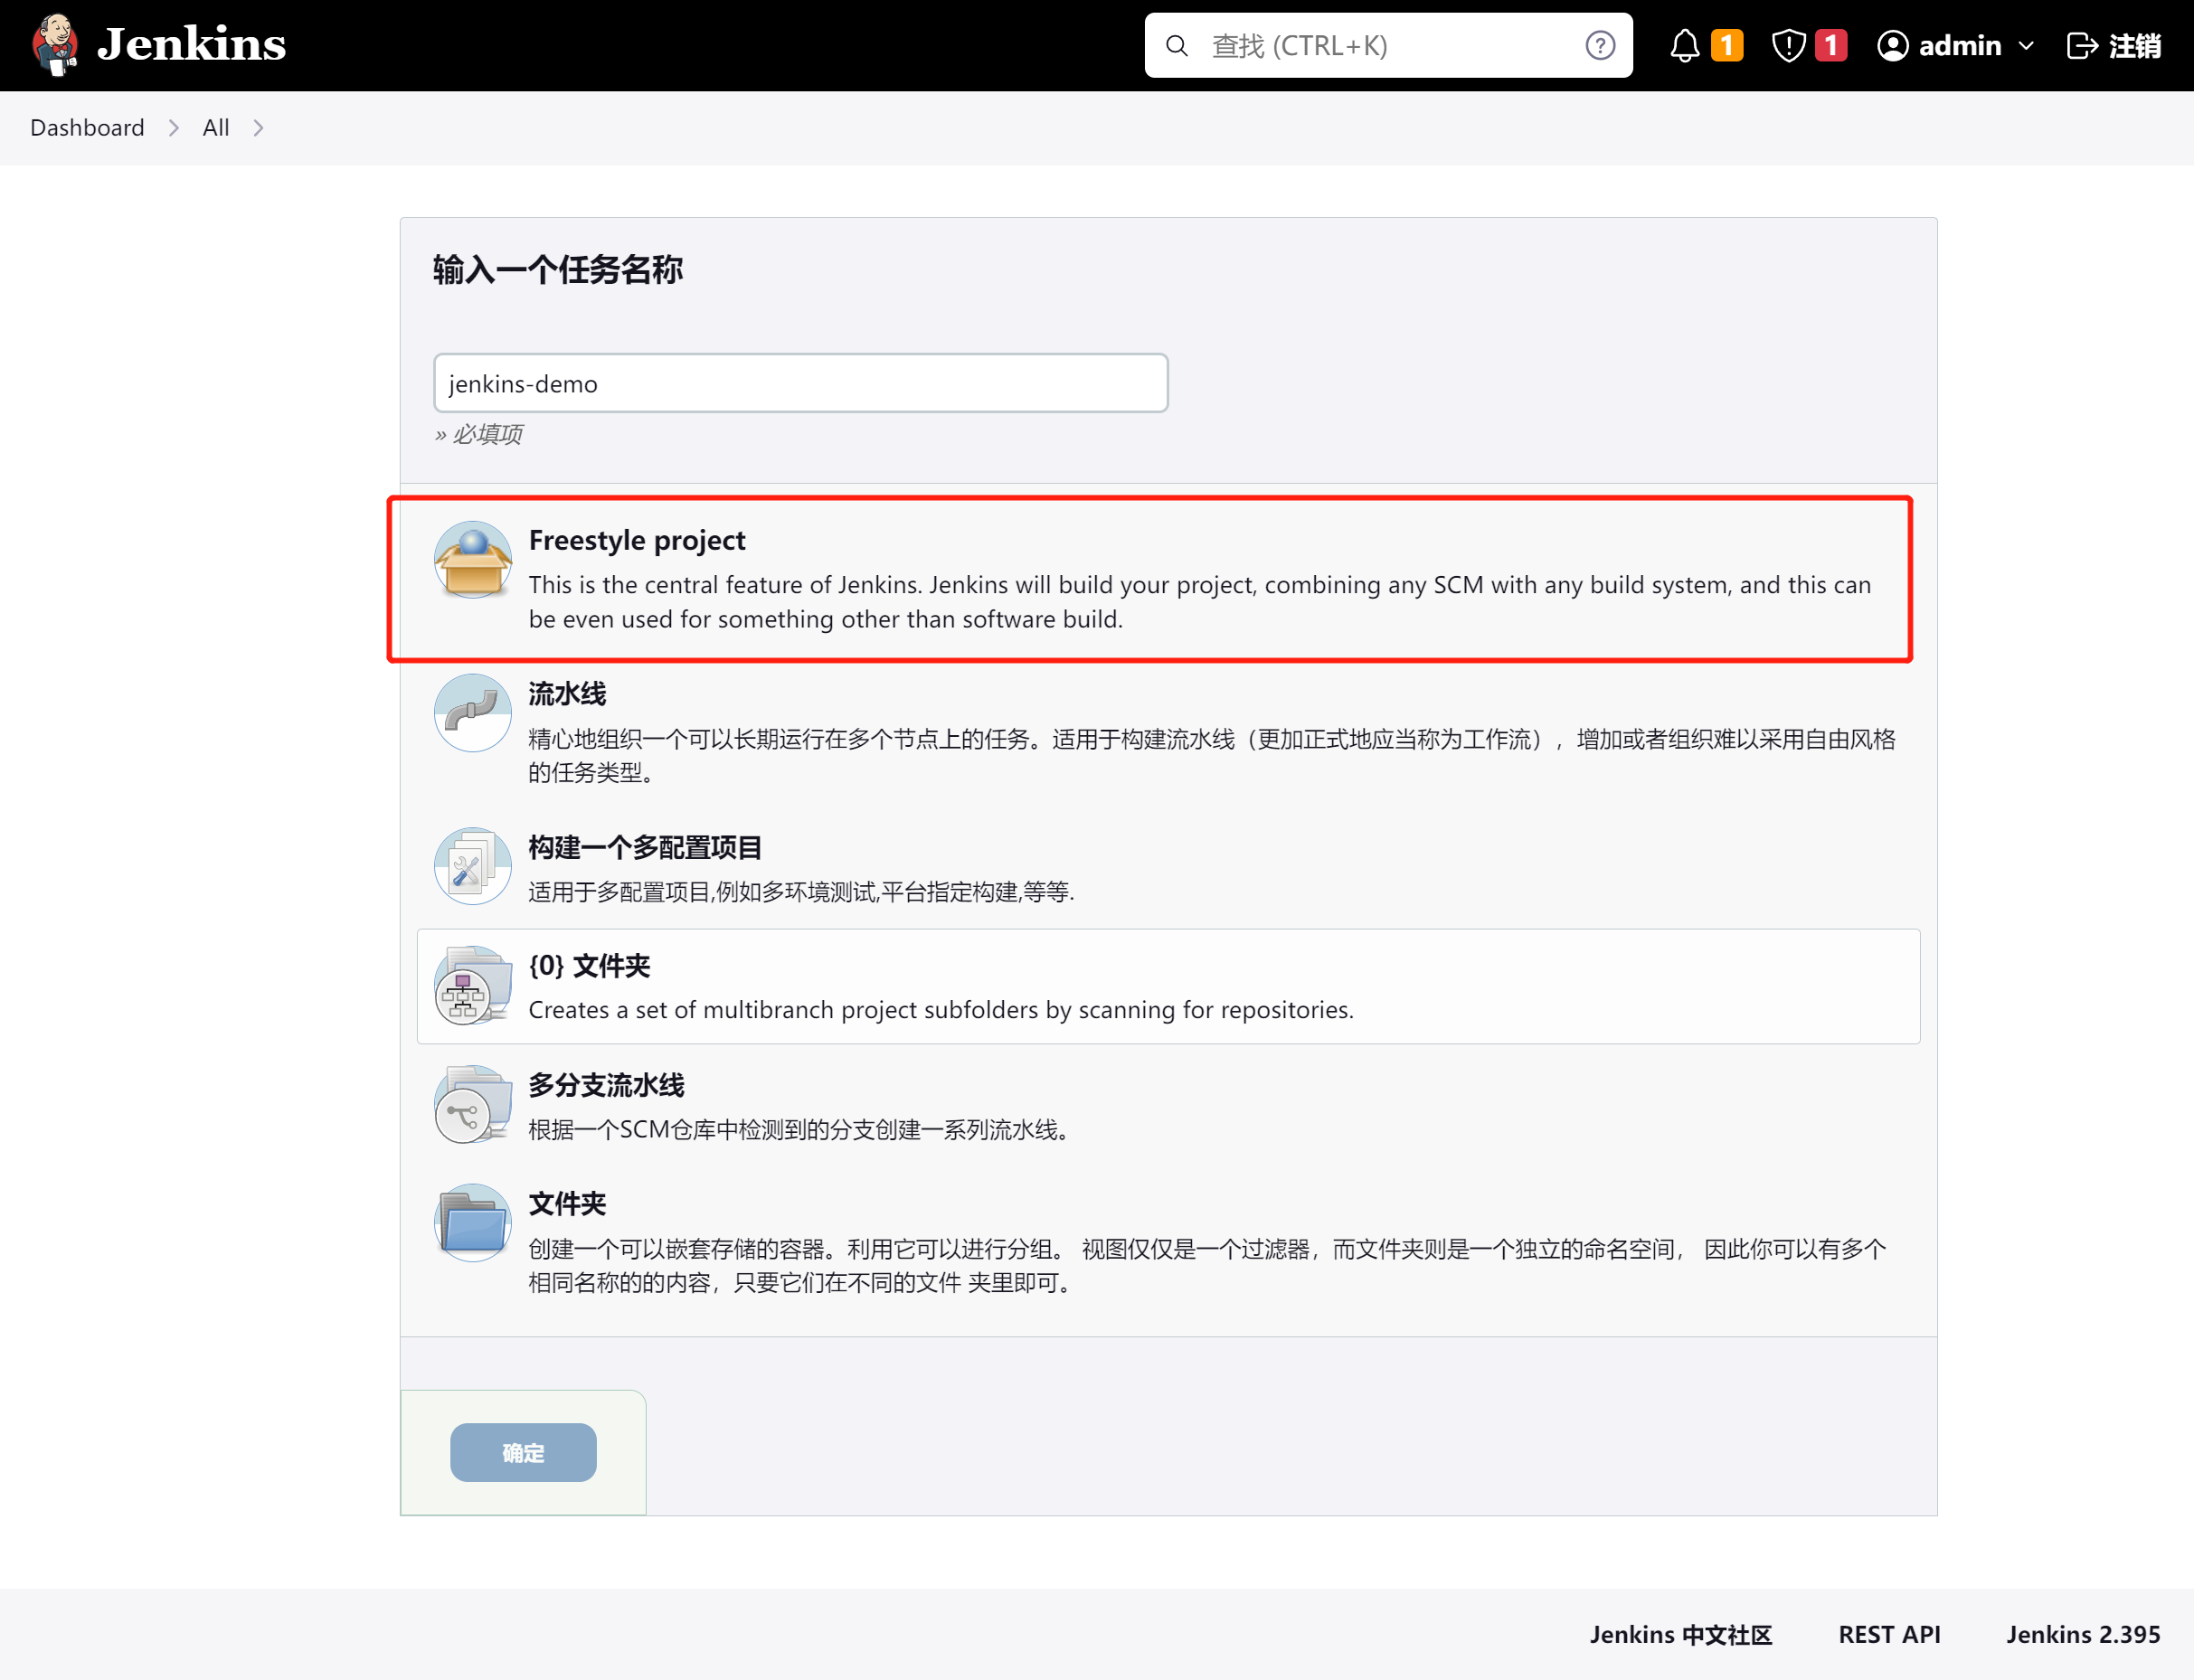 Jenkins
查找 (CTRL+K)
1
1
admin
注销
Dashboard
All
输入一个任务名称
jenkins-demo
» 必填项
Freestyle project
This is the central feature of Jenkins. Jenkins will build your project, combining any SCM with any build system, and this can
be even used for something other than software build.
流水线
精心地组织一个可以长期运行在多个节点上的任务。适用于构建流水线（更加正式地应当称为工作流），增加或者组织难以采用自由风格
的任务类型。
构建一个多配置项目
适用于多配置项目,例如多环境测试,平台指定构建,等等.
{0} 文件夹
Creates a set of multibranch project subfolders by scanning for repositories.
多分支流水线
根据一个SCM仓库中检测到的分支创建一系列流水线。
文件夹
创建一个可以嵌套存储的容器。利用它可以进行分组。 视图仅仅是一个过滤器，而文件夹则是一个独立的命名空间， 因此你可以有多个
相同名称的的内容，只要它们在不同的文件 夹里即可。
确定
Jenkins 中文社区
REST API
Jenkins 2.395